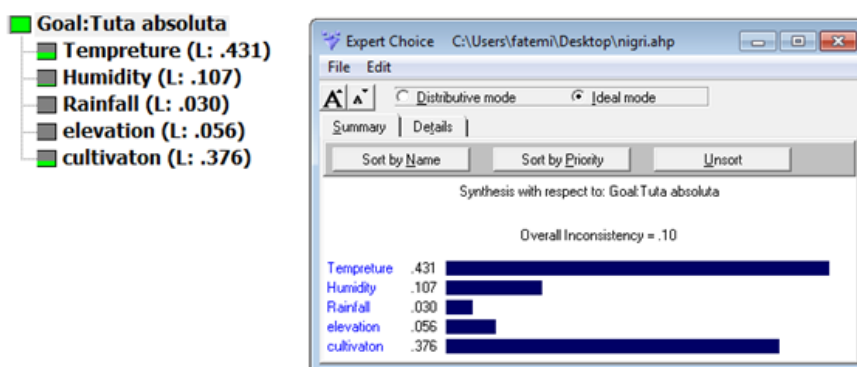 Goal:Tuta absoluta
Tempreture (L: .431)
Humidity (L: .107)
Rainfall (L: .030)
elevation (L: .056)
cultivaton (L: .376)
Expert Choice C:\Users\fatemi\Desktop\nigri.ahp
File Edit
A A Distributive mode Ideal mode
Summary Details
Sort by Name Sort by Priority Unsort
Synthesis with respect to: Goal:Tuta absoluta
Overall Inconsistency = .10
Tempreture .431
Humidity .107
Rainfall .030
elevation .056
cultivaton .376